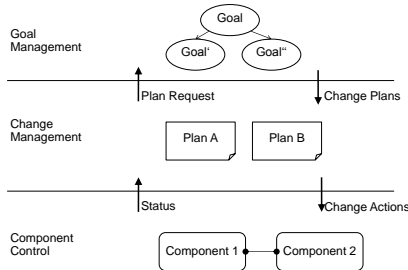 Goal
Management
Goal
Goal‘
Goal“
Plan Request
Change Plans
Change
Management
Plan A
Plan B
Status
Change Actions
Component
Control
Component 1
Component 2